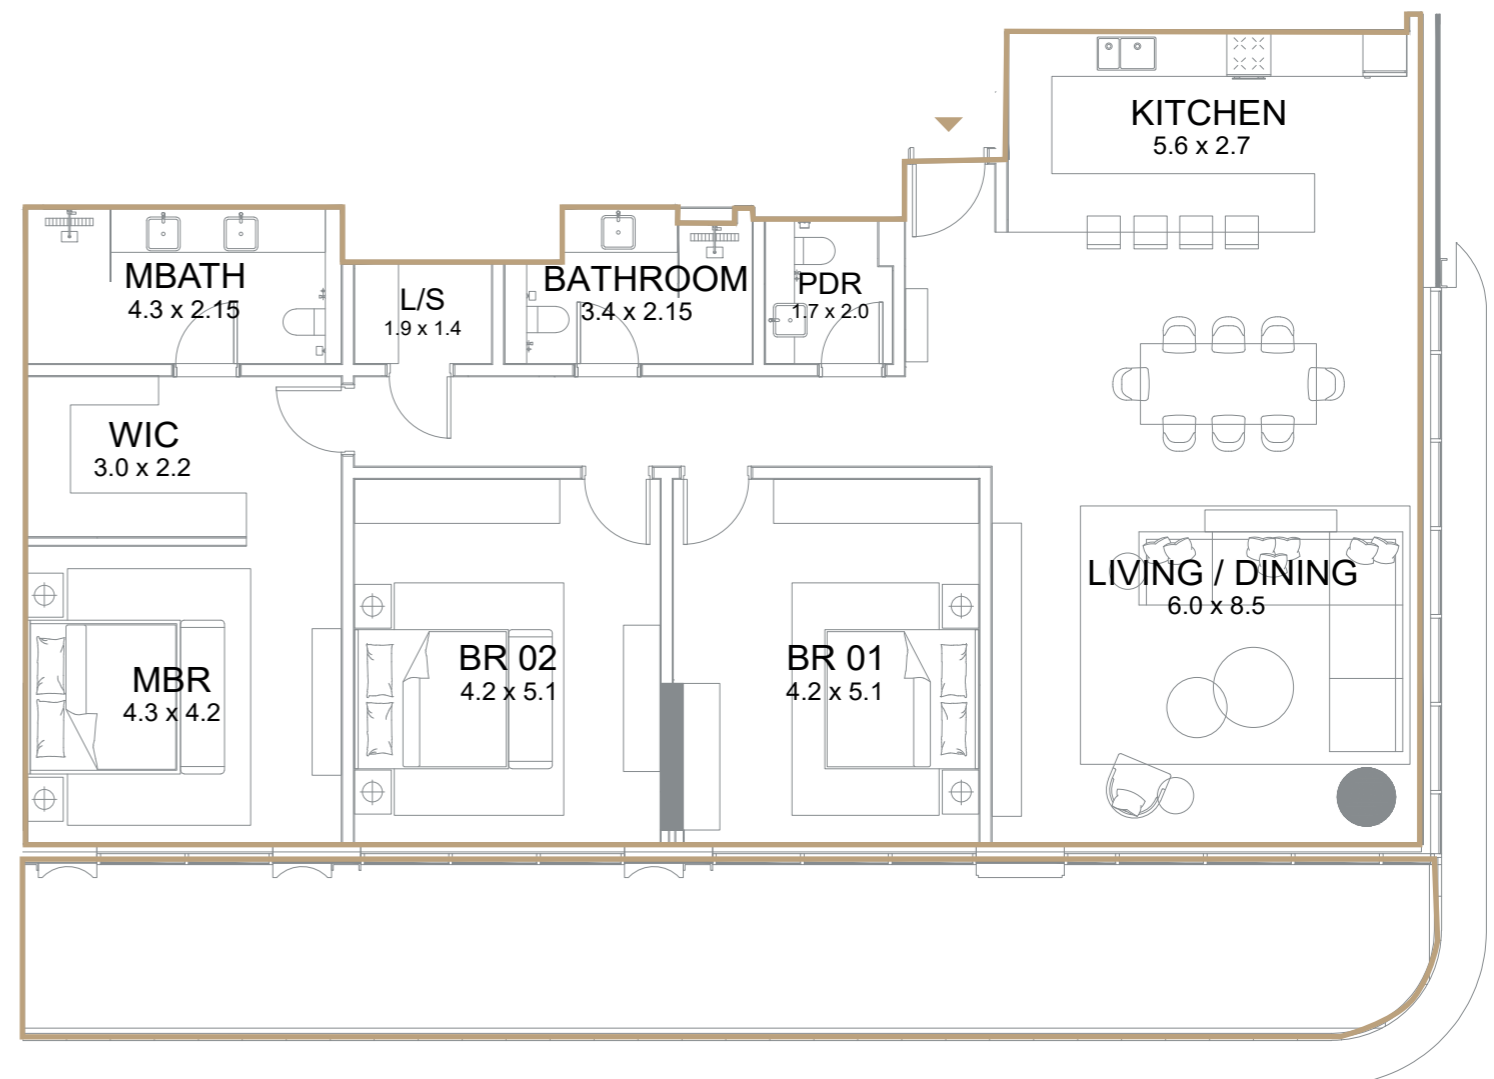 KITCHEN
5.6 x 2.7
MBATH
4.3 x 2.15
L/S
1.9 x 1.4
BATHROOM
3.4 x 2.15
PDR
1.7 x 2.0
WIC
3.0 x 2.2
LIVING / DINING
6.0 x 8.5
MBR
4.3 x 4.2
BR 02
4.2 x 5.1
BR 01
4.2 x 5.1